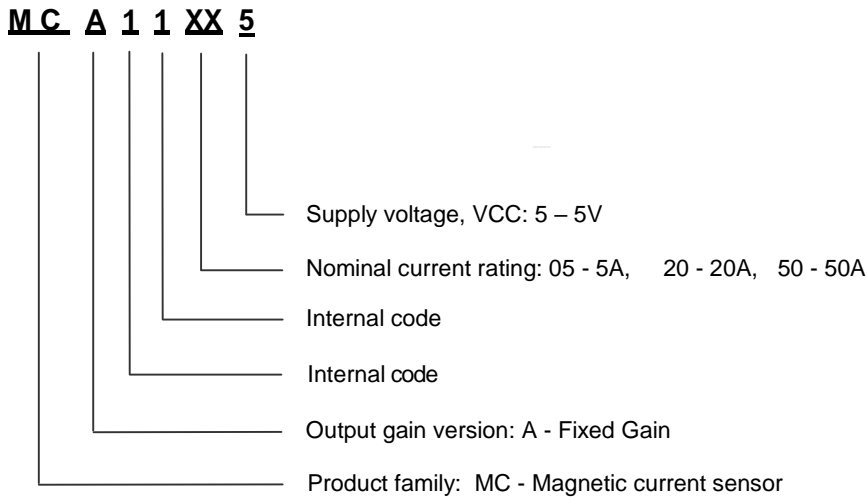 MC A 1 1 XX 5
Supply voltage, VCC: 5 – 5V
Nominal current rating: 05 - 5A, 20 - 20A, 50 - 50A
Internal code
Internal code
Output gain version: A - Fixed Gain
Product family: MC - Magnetic current sensor